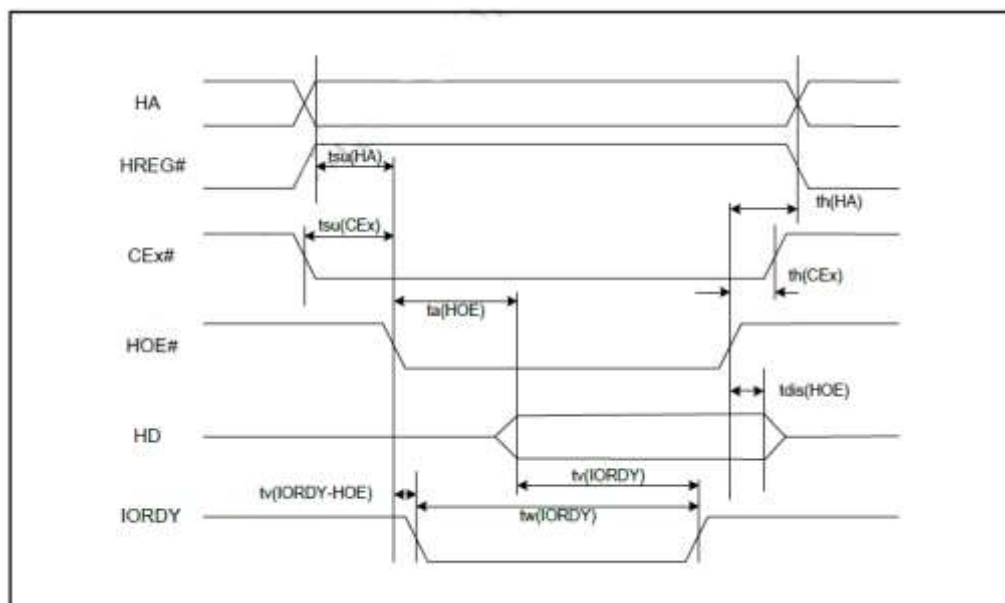 HA
HREG#
tsu(HA)
th(HA)
tsu(CEx)
CEx#
th(CEx)
ta(HOE)
HOE#
tdis(HOE)
HD
tv(IORDY)
tv(IORDY-HOE)
tw(IORDY)
IORDY